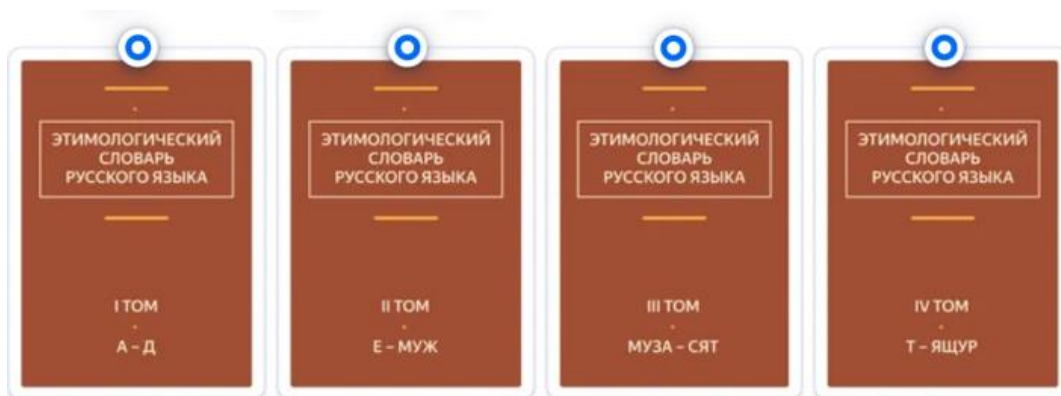 ЭТИМОЛОГИЧЕСКИЙ
СЛОВАРЬ
РУССКОГО ЯЗЫКА
I ТОМ
А – Д
ЭТИМОЛОГИЧЕСКИЙ
СЛОВАРЬ
РУССКОГО ЯЗЫКА
II ТОМ
Е – МУЖ
ЭТИМОЛОГИЧЕСКИЙ
СЛОВАРЬ
РУССКОГО ЯЗЫКА
III ТОМ
МУЗА – СЯТ
ЭТИМОЛОГИЧЕСКИЙ
СЛОВАРЬ
РУССКОГО ЯЗЫКА
IV ТОМ
Т – ЯЩУР